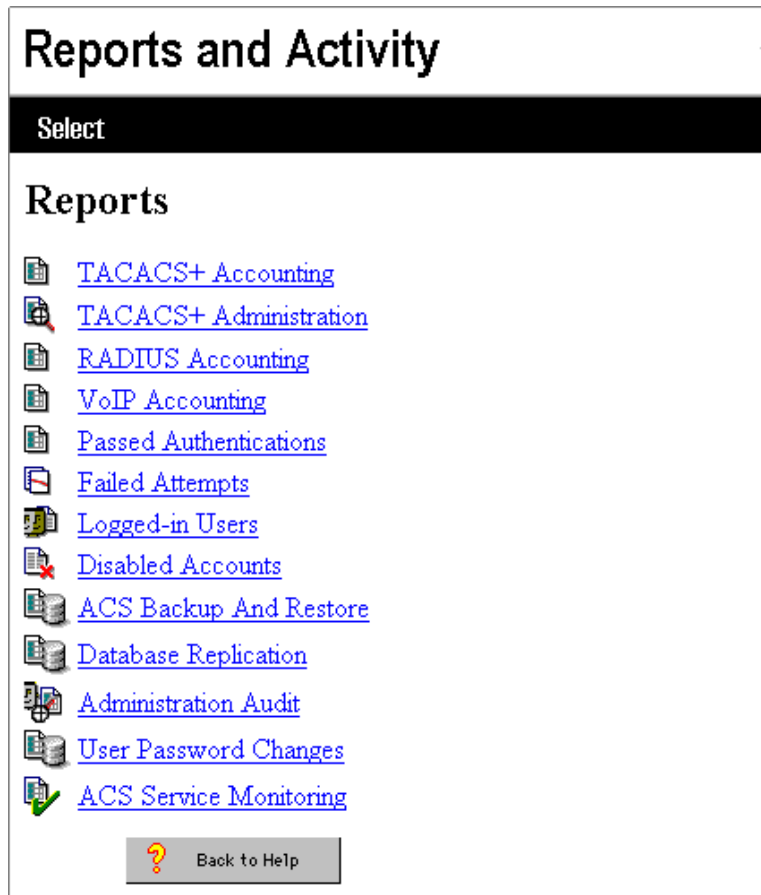 Reports and Activity
Select
Reports
TACACS+ Accounting
TACACS+ Administration
RADIUS Accounting
VoIP Accounting
Passed Authentications
Failed Attempts
Logged-in Users
Disabled Accounts
ACS Backup And Restore
Database Replication
Administration Audit
User Password Changes
ACS Service Monitoring
? Back to Help